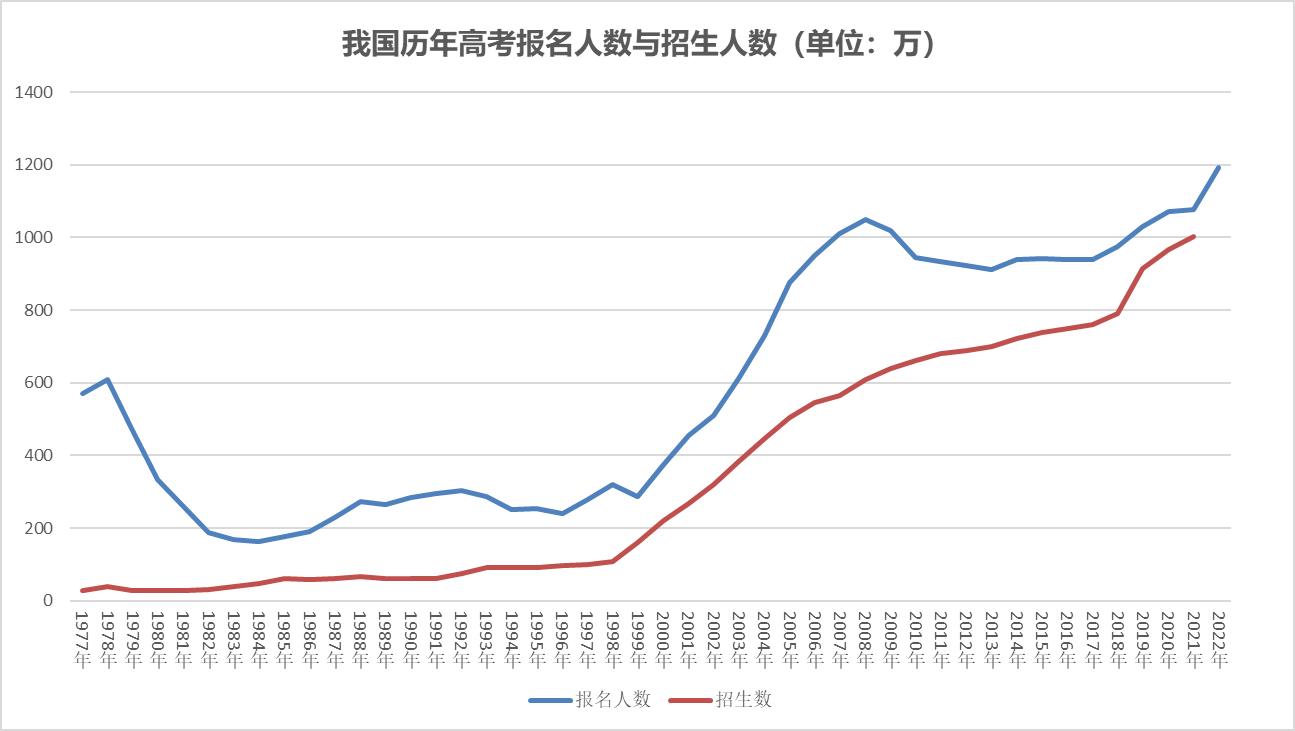 我国历年高考报名人数与招生人数（单位：万）
1400
1200
1000
800
600
400
200
0
1977年
1978年
1979年
1980年
1981年
1982年
1983年
1984年
1985年
1986年
1987年
1988年
1989年
1990年
1991年
1992年
1993年
1994年
1995年
1996年
1997年
1998年
1999年
2000年
2001年
2002年
2003年
2004年
2005年
2006年
2007年
2008年
2009年
2010年
2011年
2012年
2013年
2014年
2015年
2016年
2017年
2018年
2019年
2020年
2021年
2022年
报名人数 招生数